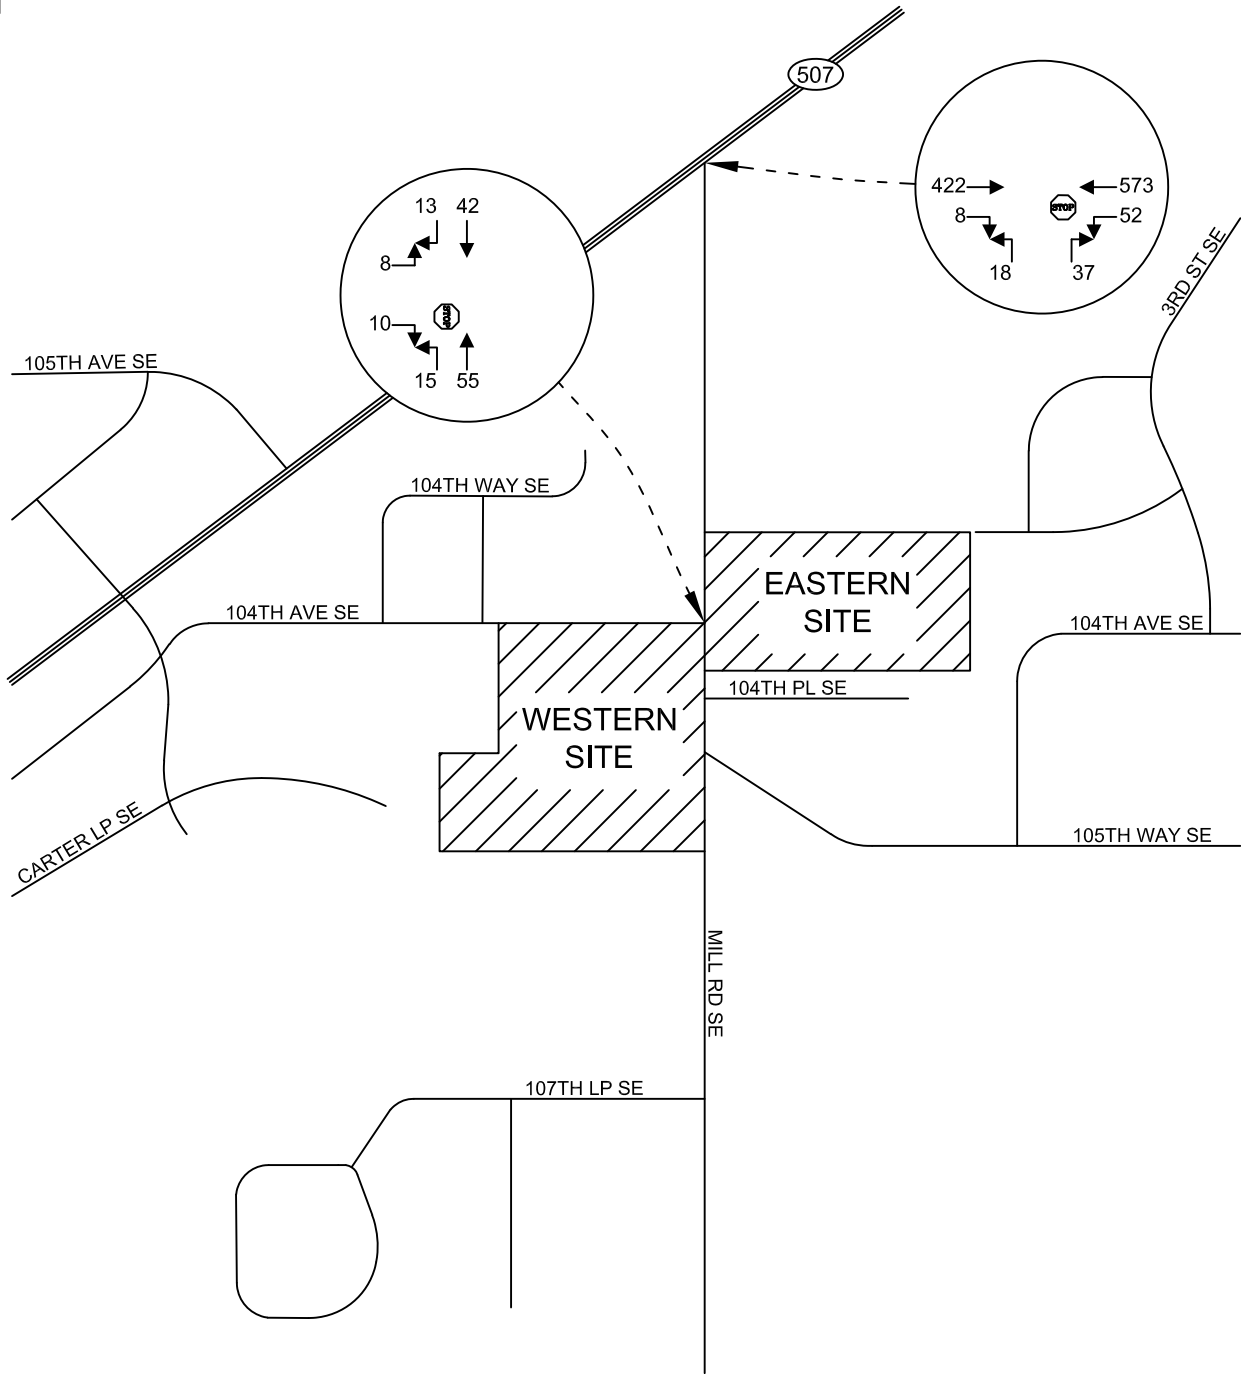 507
422
573
8
52
18
37
STOP
13
42
8
10
STOP
15
55
3RD ST SE
105TH AVE SE
104TH WAY SE
EASTERN
SITE
104TH AVE SE
104TH AVE SE
104TH PL SE
WESTERN
SITE
CARTER LP SE
105TH WAY SE
MILL RD SE
107TH LP SE